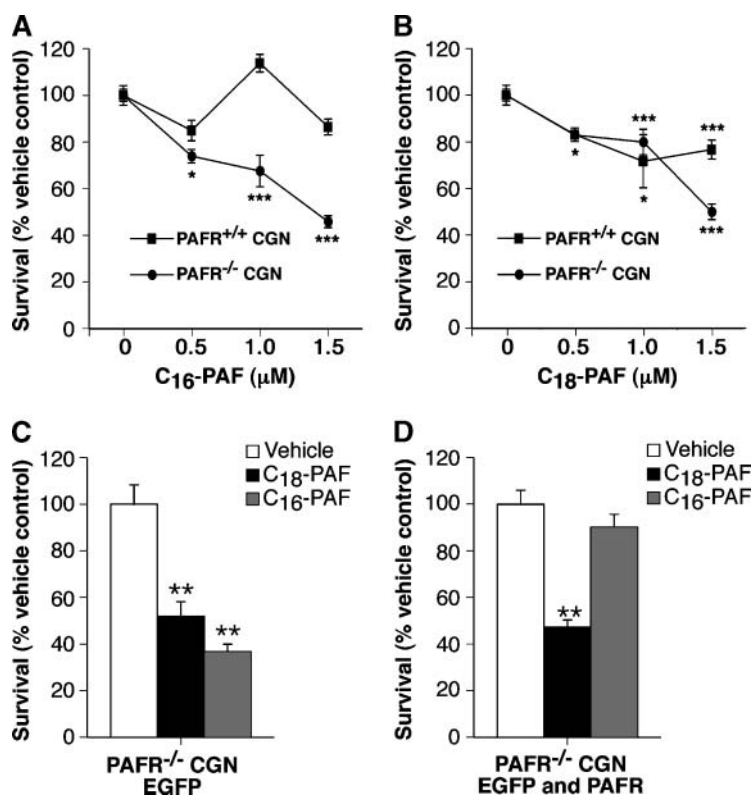 A
Survival (% vehicle control)
120
100
80
60
40
20
0
*
***
***
PAFR+/+ CGN
PAFR-/- CGN
0
0.5
1.0
1.5
C16-PAF (μM)
B
Survival (% vehicle control)
120
100
80
60
40
20
0
*
***
*
***
***
PAFR+/+ CGN
PAFR-/- CGN
0
0.5
1.0
1.5
C18-PAF (μM)
C
Vehicle
C18-PAF
C16-PAF
Survival (% vehicle control)
120
100
80
60
40
20
0
**
**
PAFR-/- CGN
EGFP
D
Vehicle
C18-PAF
C16-PAF
Survival (% vehicle control)
120
100
80
60
40
20
0
**
PAFR-/- CGN
EGFP and PAFR